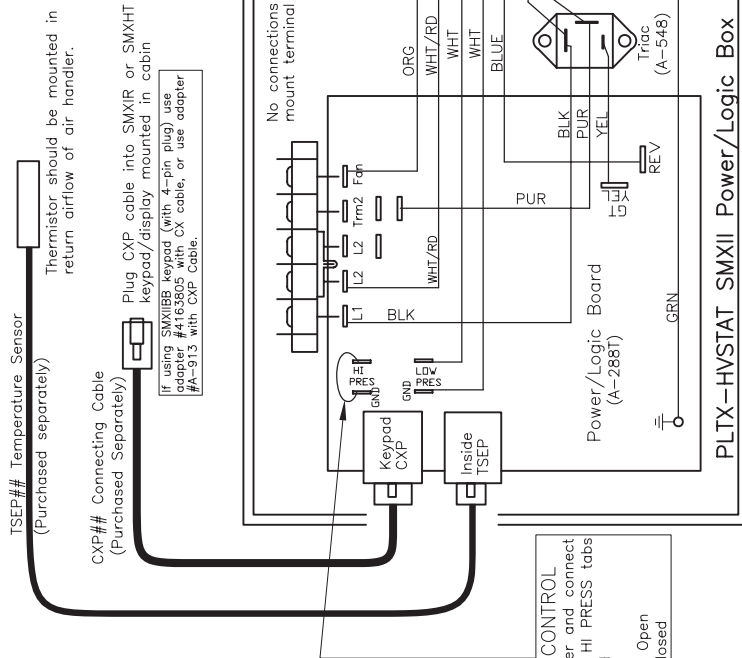 TSEP## Temperature Sensor
(Purchased separately)
Thermistor should be mounted in
return airflow of air handler.
CXP## Connecting Cable
(Purchased Separately)
Plug CXP cable into SMXIR or SMXHT
keypad/display mounted in cabin
If using SMXIIBB keypad (with 4-pin plug) use
adapter #4163805 with CX cable, or use adapter
#A-913 with CXP Cable.
No connections
mount terminal
ORG
WHT/RD
WHT
WHT
BLUE
Triac
(A-548)
BLK
PUR
YEL
Fan
Trm2
L2
L2
L1
PUR
GT
YEL
REV
WHT/RD
BLK
HI
PRES
GND
LOW
PRES
GND
Keypad
CXP
Inside
TSEP
Power/Logic Board
(A-288T)
GRN
PLTX-HVSTAT SMXII Power/Logic Box
CONTROL
er and connect
HI PRESS tabs
Open
losed